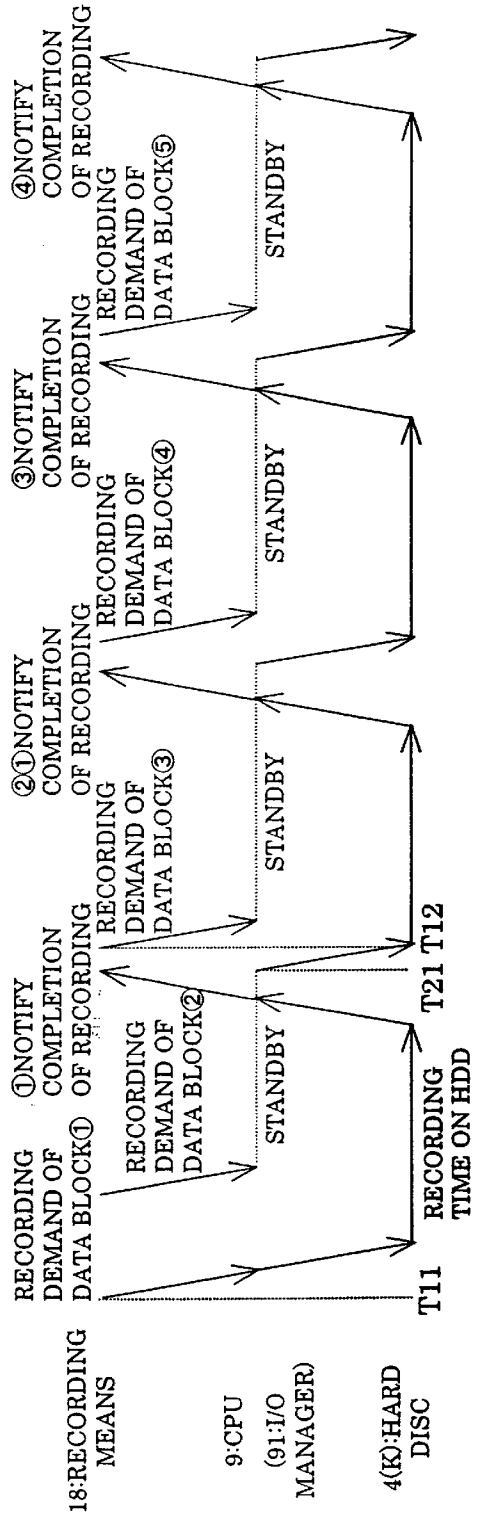 18:RECORDING
MEANS
9:CPU
(91:I/O
MANAGER)
4(K):HARD
DISC
RECORDING
DEMAND OF
DATA BLOCK①
①NOTIFY
COMPLETION
OF RECORDING
RECORDING
DEMAND OF
DATA BLOCK②
STANDBY
RECORDING
DEMAND OF
DATA BLOCK③
②①NOTIFY
COMPLETION
OF RECORDING
STANDBY
RECORDING
DEMAND OF
DATA BLOCK④
③NOTIFY
COMPLETION
OF RECORDING
STANDBY
RECORDING
DEMAND OF
DATA BLOCK⑤
④NOTIFY
COMPLETION
OF RECORDING
STANDBY
T11
RECORDING
TIME ON HDD
T21 T12